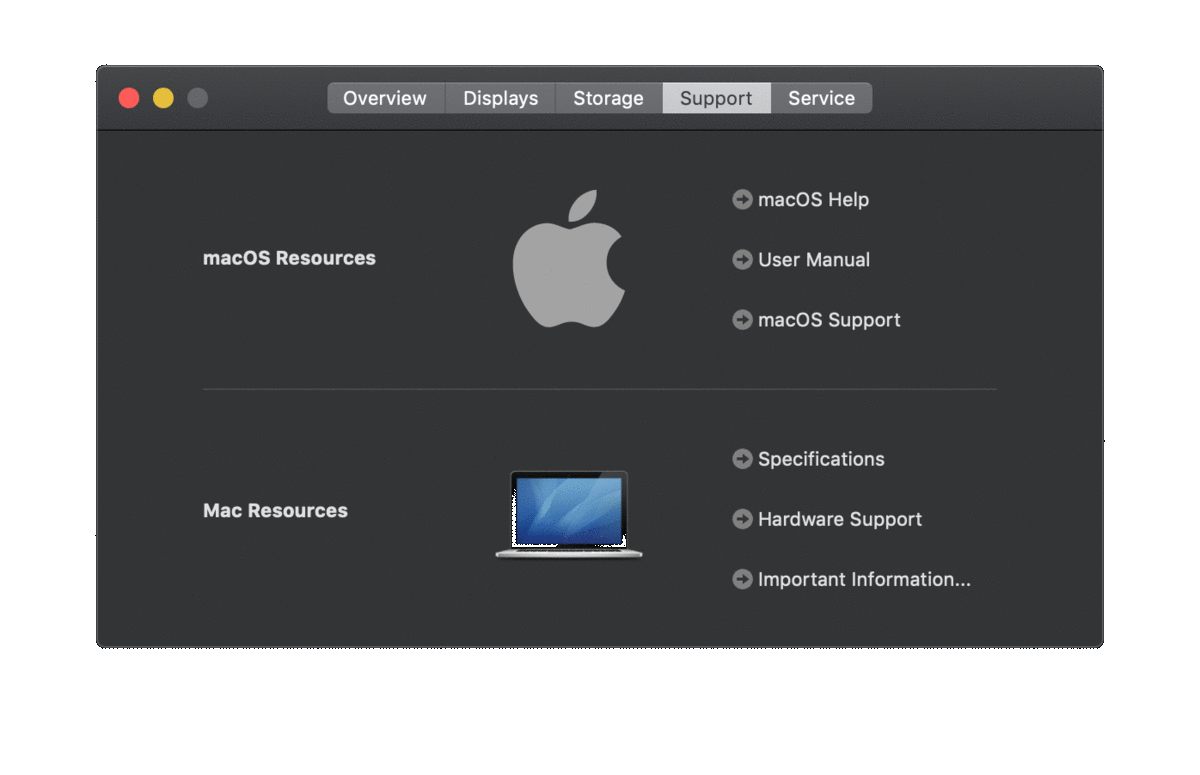 Overview Displays Storage Support Service
macOS Resources
macOS Help
User Manual
macOS Support
Mac Resources
Specifications
Hardware Support
Important Information...